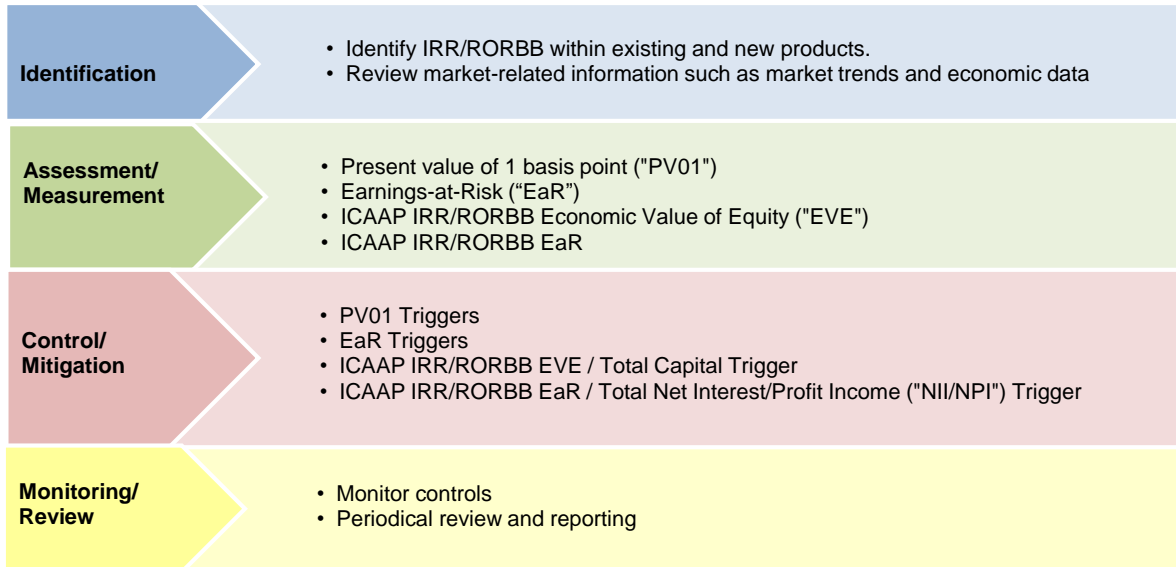 Identification
• Identify IRR/RORBB within existing and new products.
• Review market-related information such as market trends and economic data
Assessment/
Measurement
• Present value of 1 basis point ("PV01")
• Earnings-at-Risk (“EaR”)
• ICAAP IRR/RORBB Economic Value of Equity ("EVE")
• ICAAP IRR/RORBB EaR
Control/
Mitigation
• PV01 Triggers
• EaR Triggers
• ICAAP IRR/RORBB EVE / Total Capital Trigger
• ICAAP IRR/RORBB EaR / Total Net Interest/Profit Income ("NII/NPI") Trigger
Monitoring/
Review
• Monitor controls
• Periodical review and reporting